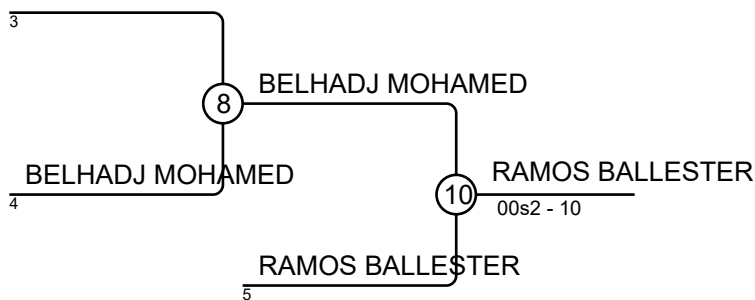 3
8
BELHADJ MOHAMED
BELHADJ MOHAMED
4
10
RAMOS BALLESTER
00s2 - 10
RAMOS BALLESTER
5